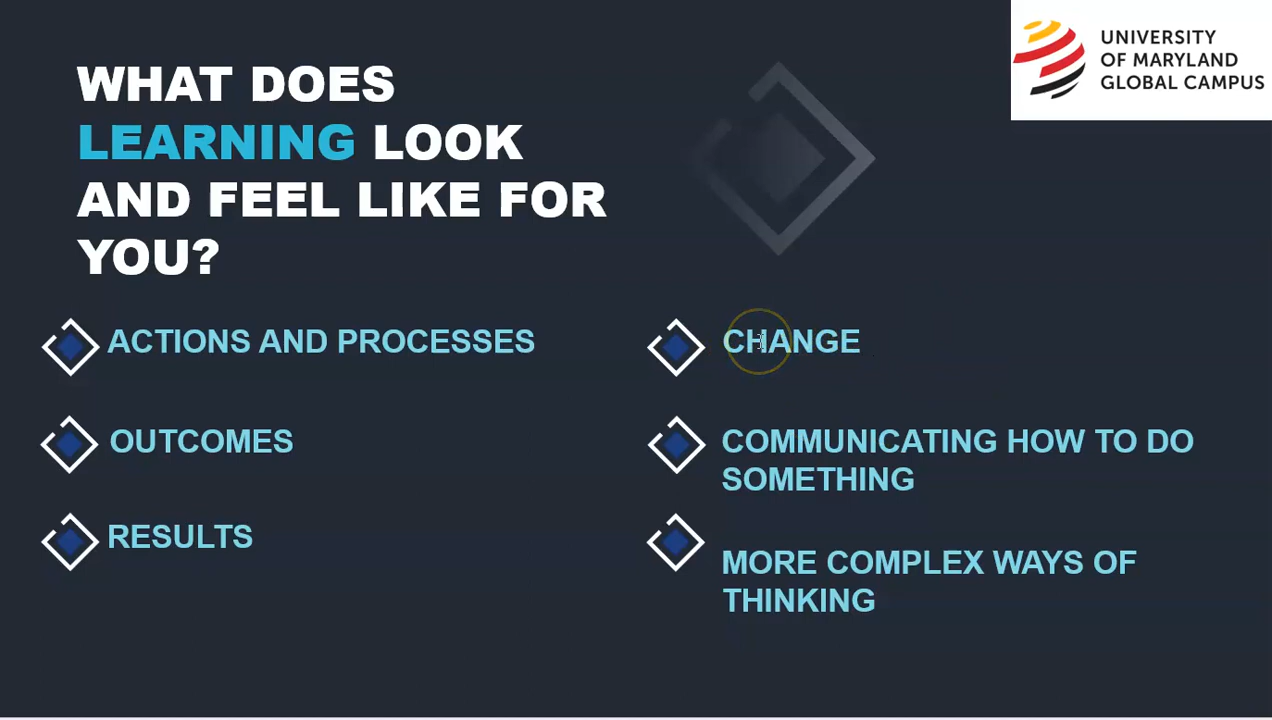 WHAT DOES
LEARNING LOOK
AND FEEL LIKE FOR
YOU?
UNIVERSITY
OF MARYLAND
GLOBAL CAMPUS
ACTIONS AND PROCESSES
OUTCOMES
RESULTS
CHANGE
COMMUNICATING HOW TO DO
SOMETHING
MORE COMPLEX WAYS OF
THINKING